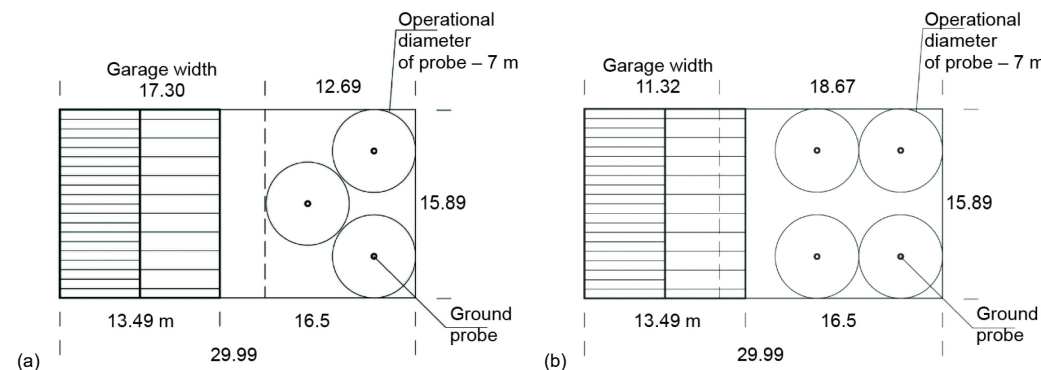 Operational
diameter
of probe – 7 m
Garage width
17.30
12.69
15.89
Ground
probe
13.49 m
16.5
29.99
(a)
Operational
diameter
of probe – 7 m
Garage width
11.32
18.67
15.89
Ground
probe
13.49 m
16.5
29.99
(b)